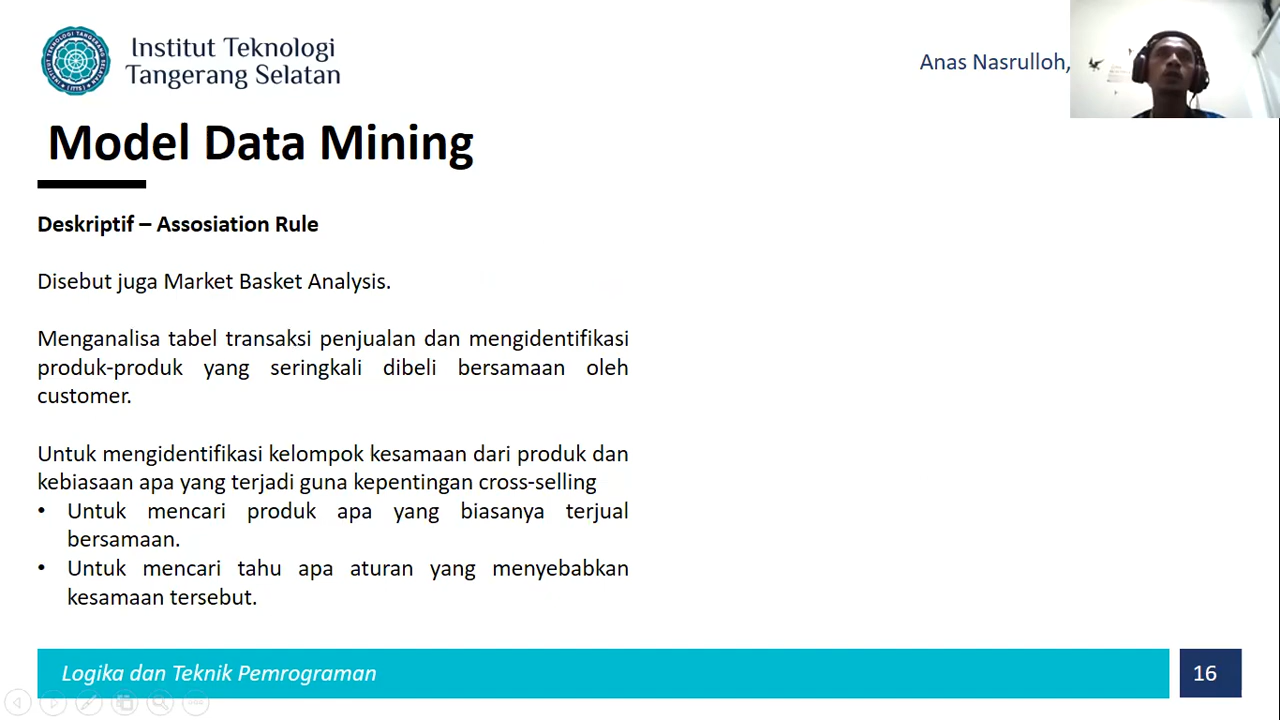 Institut Teknologi
Tangerang Selatan
Anas Nasrulloh,
Model Data Mining
Deskriptif – Assosiation Rule
Disebut juga Market Basket Analysis.
Menganalisa tabel transaksi penjualan dan mengidentifikasi
produk-produk yang seringkali dibeli bersamaan oleh
customer.
Untuk mengidentifikasi kelompok kesamaan dari produk dan
kebiasaan apa yang terjadi guna kepentingan cross-selling
• Untuk mencari produk apa yang biasanya terjual
bersamaan.
• Untuk mencari tahu apa aturan yang menyebabkan
kesamaan tersebut.
Logika dan Teknik Pemrograman
16